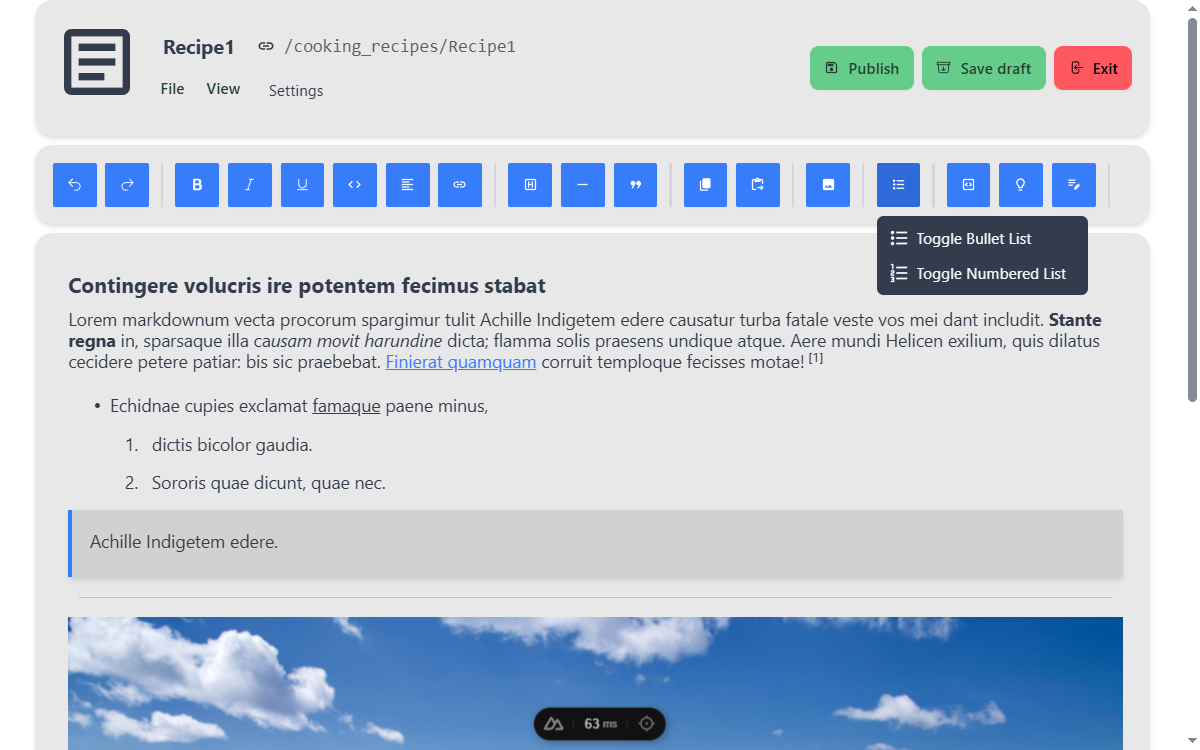 Recipe1 /cooking_recipes/Recipe1
File View Settings
Publish Save draft Exit
Toggle Bullet List
Toggle Numbered List
Contingere volucris ire potentem fecimus stabat
Lorem markdownum vecta procorum spargimur tulit Achille Indigetem edere causatur turba fatale veste vos mei dant includit. Stante
regna in, sparsaque illa causam movit harundine dicta; flamma solis praesens undique atque. Aere mundi Helicen exilium, quis dilatus
cecidere petere patiar: bis sic praebebat. Finierat quamquam corruit temploque fecisses motae! [1]
• Echidnae cupies exclamat famaque paene minus,
1. dictis bicolor gaudia.
2. Sororis quae dicunt, quae nec.
Achille Indigetem edere.
63 ms